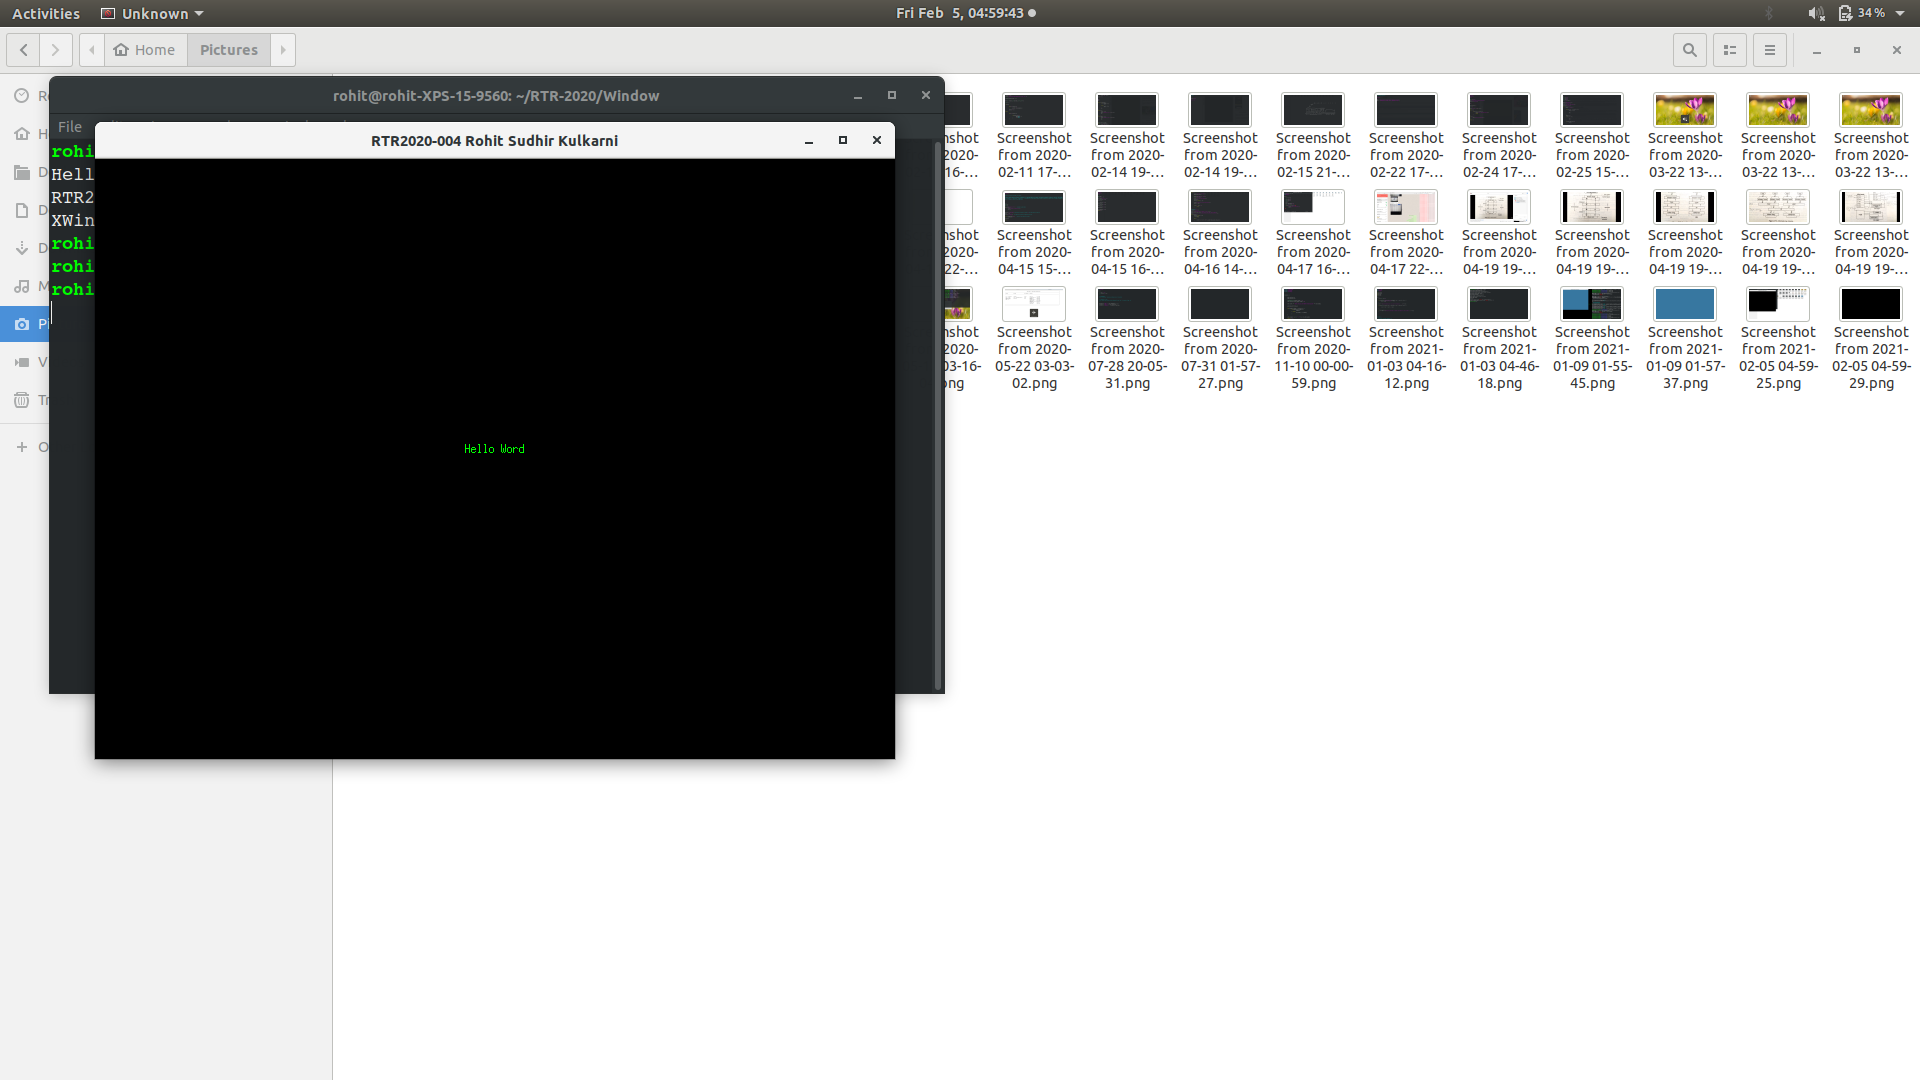 Activities Unknown Fri Feb 5, 04:59:43 34 %
Home Pictures
rohit@rohit-XPS-15-9560: ~/RTR-2020/Window
File
RTR2020-004 Rohit Sudhir Kulkarni
rohi
Hell
RTR2
XWin
rohi
rohi
rohi
Hello Word
Screenshot from 2020-02-11 17-...
Screenshot from 2020-02-14 19-...
Screenshot from 2020-02-14 19-...
Screenshot from 2020-02-15 21-...
Screenshot from 2020-02-22 17-...
Screenshot from 2020-02-24 17-...
Screenshot from 2020-02-25 15-...
Screenshot from 2020-03-22 13-...
Screenshot from 2020-03-22 13-...
Screenshot from 2020-03-22 13-...
Screenshot from 2020-04-15 15-...
Screenshot from 2020-04-15 16-...
Screenshot from 2020-04-16 14-...
Screenshot from 2020-04-17 16-...
Screenshot from 2020-04-17 22-...
Screenshot from 2020-04-19 19-...
Screenshot from 2020-04-19 19-...
Screenshot from 2020-04-19 19-...
Screenshot from 2020-04-19 19-...
Screenshot from 2020-04-19 19-...
Screenshot from 2020-05-22 03-03-02.png
Screenshot from 2020-07-28 20-05-31.png
Screenshot from 2020-07-31 01-57-27.png
Screenshot from 2020-11-10 00-00-59.png
Screenshot from 2021-01-03 04-16-12.png
Screenshot from 2021-01-03 04-46-18.png
Screenshot from 2021-01-09 01-55-45.png
Screenshot from 2021-01-09 01-57-37.png
Screenshot from 2021-02-05 04-59-25.png
Screenshot from 2021-02-05 04-59-29.png